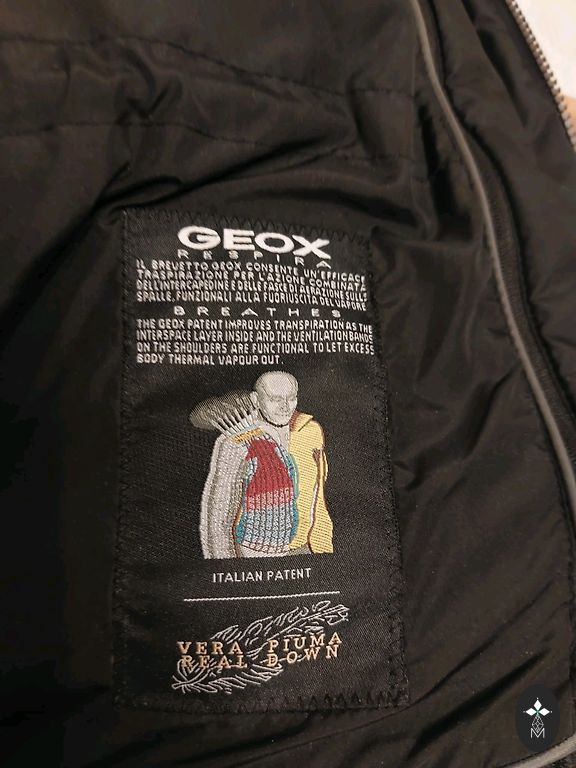 GEOX
RESPIRA
IL BREVETTO GEOX CONSENTE UN'EFFICACE
TRASPIRAZIONE PER L'AZIONE COMBINATA
DELL'INTERCAPEDINE E DELLE FASCE DI AERAZIONE SULLE
SPALLE, FUNZIONALI ALLA FUORIUSCITA DEL VAPORE
BREATHES
THE GEOX PATENT IMPROVES TRANSPIRATION AS THE
INTERSPACE LAYER INSIDE AND THE VENTILATION BANDS
ON THE SHOULDERS ARE FUNCTIONAL TO LET EXCESS
BODY THERMAL VAPOUR OUT.
ITALIAN PATENT
VERA PIUMA
REAL DOWN
M